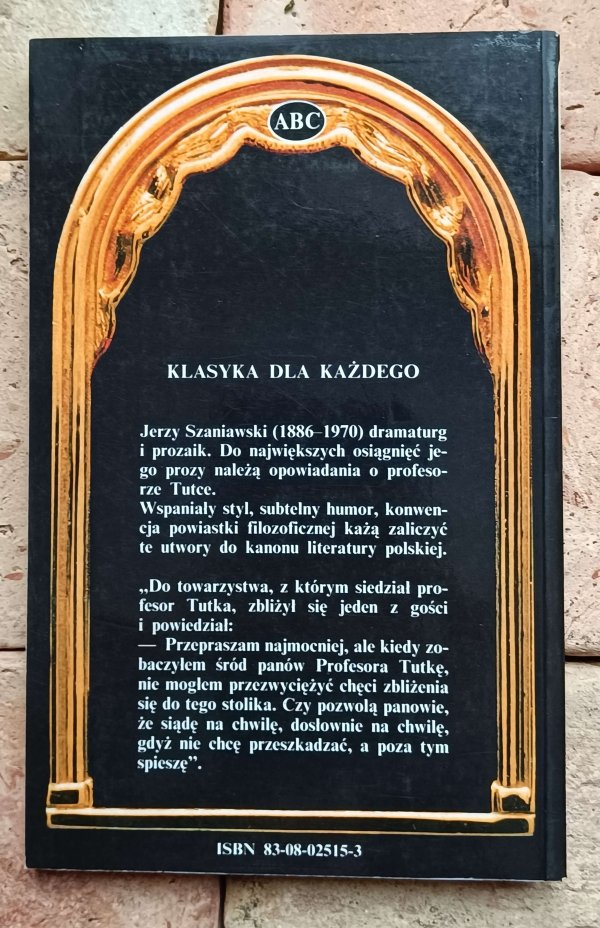 ABC
KLASYKA DLA KAŻDEGO
Jerzy Szaniawski (1886–1970) dramaturg
i prozaik. Do największych osiągnięć je-
go prozy należą opowiadania o profeso-
rze Tutce.
Wspaniały styl, subtelny humor, konwen-
cja powiastki filozoficznej każą zaliczyć
te utwory do kanonu literatury polskiej.
„Do towarzystwa, z którym siedział pro-
fesor Tutka, zbliżył się jeden z gości
i powiedział:
— Przepraszam najmocniej, ale kiedy zo-
baczyłem śród panów Profesora Tutkę,
nie mogłem przezwyciężyć chęci zbliżenia
się do tego stolika. Czy pozwolą panowie,
że siądę na chwilę, dosłownie na chwilę,
gdyż nie chcę przeszkadzać, a poza tym
spieszę”.
ISBN 83-08-02515-3